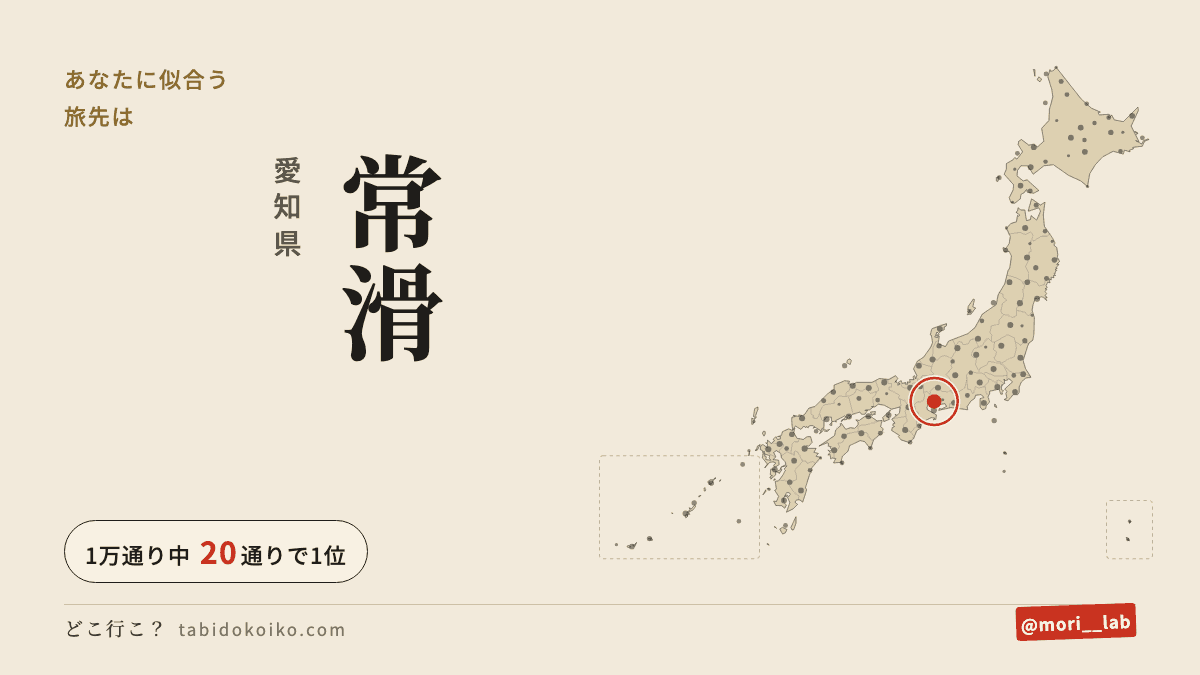 あなたに似合う
旅先は
常滑
愛知県
1万通り中 20通りで1位
どこ行こ？ tabidokoiko.com
@mori__lab